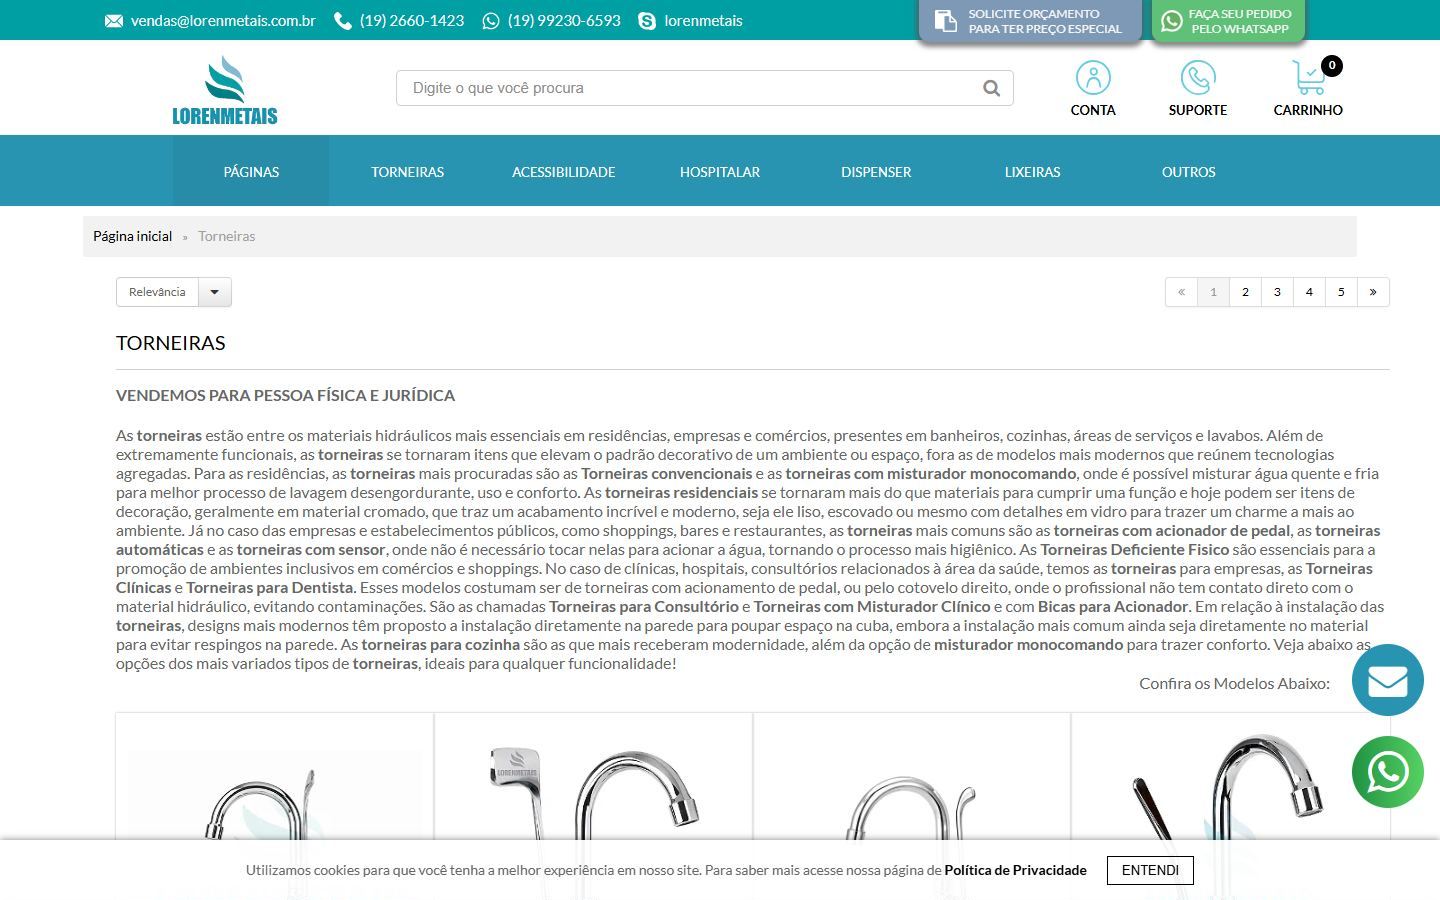 vendas@lorenmetais.com.br (19) 2660-1423 (19) 99230-6593 lorenmetais
SOLICITE ORÇAMENTO
PARA TER PREÇO ESPECIAL
FAÇA SEU PEDIDO
PELO WHATSAPP
LORENMETAIS
Digite o que você procura
0
CONTA SUPORTE CARRINHO
PÁGINAS TORNEIRAS ACESSIBILIDADE HOSPITALAR DISPENSER LIXEIRAS OUTROS
Página inicial » Torneiras
Relevância
« 1 2 3 4 5 »
TORNEIRAS
VENDEMOS PARA PESSOA FÍSICA E JURÍDICA
As torneiras estão entre os materiais hidráulicos mais essenciais em residências, empresas e comércios, presentes em banheiros, cozinhas, áreas de serviços e lavabos. Além de
extremamente funcionais, as torneiras se tornaram itens que elevam o padrão decorativo de um ambiente ou espaço, fora as de modelos mais modernos que reúnem tecnologias
agregadas. Para as residências, as torneiras mais procuradas são as Torneiras convencionais e as torneiras com misturador monocomando, onde é possível misturar água quente e fria
para melhor processo de lavagem desengordurante, uso e conforto. As torneiras residenciais se tornaram mais do que materiais para cumprir uma função e hoje podem ser itens de
decoração, geralmente em material cromado, que traz um acabamento incrível e moderno, seja ele liso, escovado ou mesmo com detalhes em vidro para trazer um charme a mais ao
ambiente. Já no caso das empresas e estabelecimentos públicos, como shoppings, bares e restaurantes, as torneiras mais comuns são as torneiras com acionador de pedal, as torneiras
automáticas e as torneiras com sensor, onde não é necessário tocar nelas para acionar a água, tornando o processo mais higiênico. As Torneiras Deficiente Fisico são essenciais para a
promoção de ambientes inclusivos em comércios e shoppings. No caso de clínicas, hospitais, consultórios relacionados à área da saúde, temos as torneiras para empresas, as Torneiras
Clínicas e Torneiras para Dentista. Esses modelos costumam ser de torneiras com acionamento de pedal, ou pelo cotovelo direito, onde o profissional não tem contato direto com o
material hidráulico, evitando contaminações. São as chamadas Torneiras para Consultório e Torneiras com Misturador Clínico e com Bicas para Acionador. Em relação à instalação das
torneiras, designs mais modernos têm proposto a instalação diretamente na parede para poupar espaço na cuba, embora a instalação mais comum ainda seja diretamente no material
para evitar respingos na parede. As torneiras para cozinha são as que mais receberam modernidade, além da opção de misturador monocomando para trazer conforto. Veja abaixo as
opções dos mais variados tipos de torneiras, ideais para qualquer funcionalidade!
Confira os Modelos Abaixo:
LORENMETAIS
Utilizamos cookies para que você tenha a melhor experiência em nosso site. Para saber mais acesse nossa página de Política de Privacidade
ENTENDI